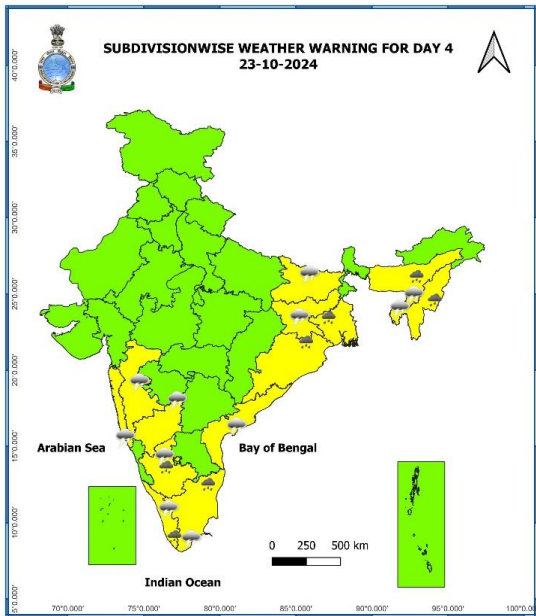 SUBDIVISIONWISE WEATHER WARNING FOR DAY 4
23-10-2024
40°0.000'
35°0.000'
30°0.000'
25°0.000'
20°0.000'
15°0.000'
10°0.000'
5°0.000'
Arabian Sea
Bay of Bengal
0 250 500 km
Indian Ocean
70°0.000' 75°0.000' 80°0.000' 85°0.000' 90°0.000' 95°0.000' 100°0.000'